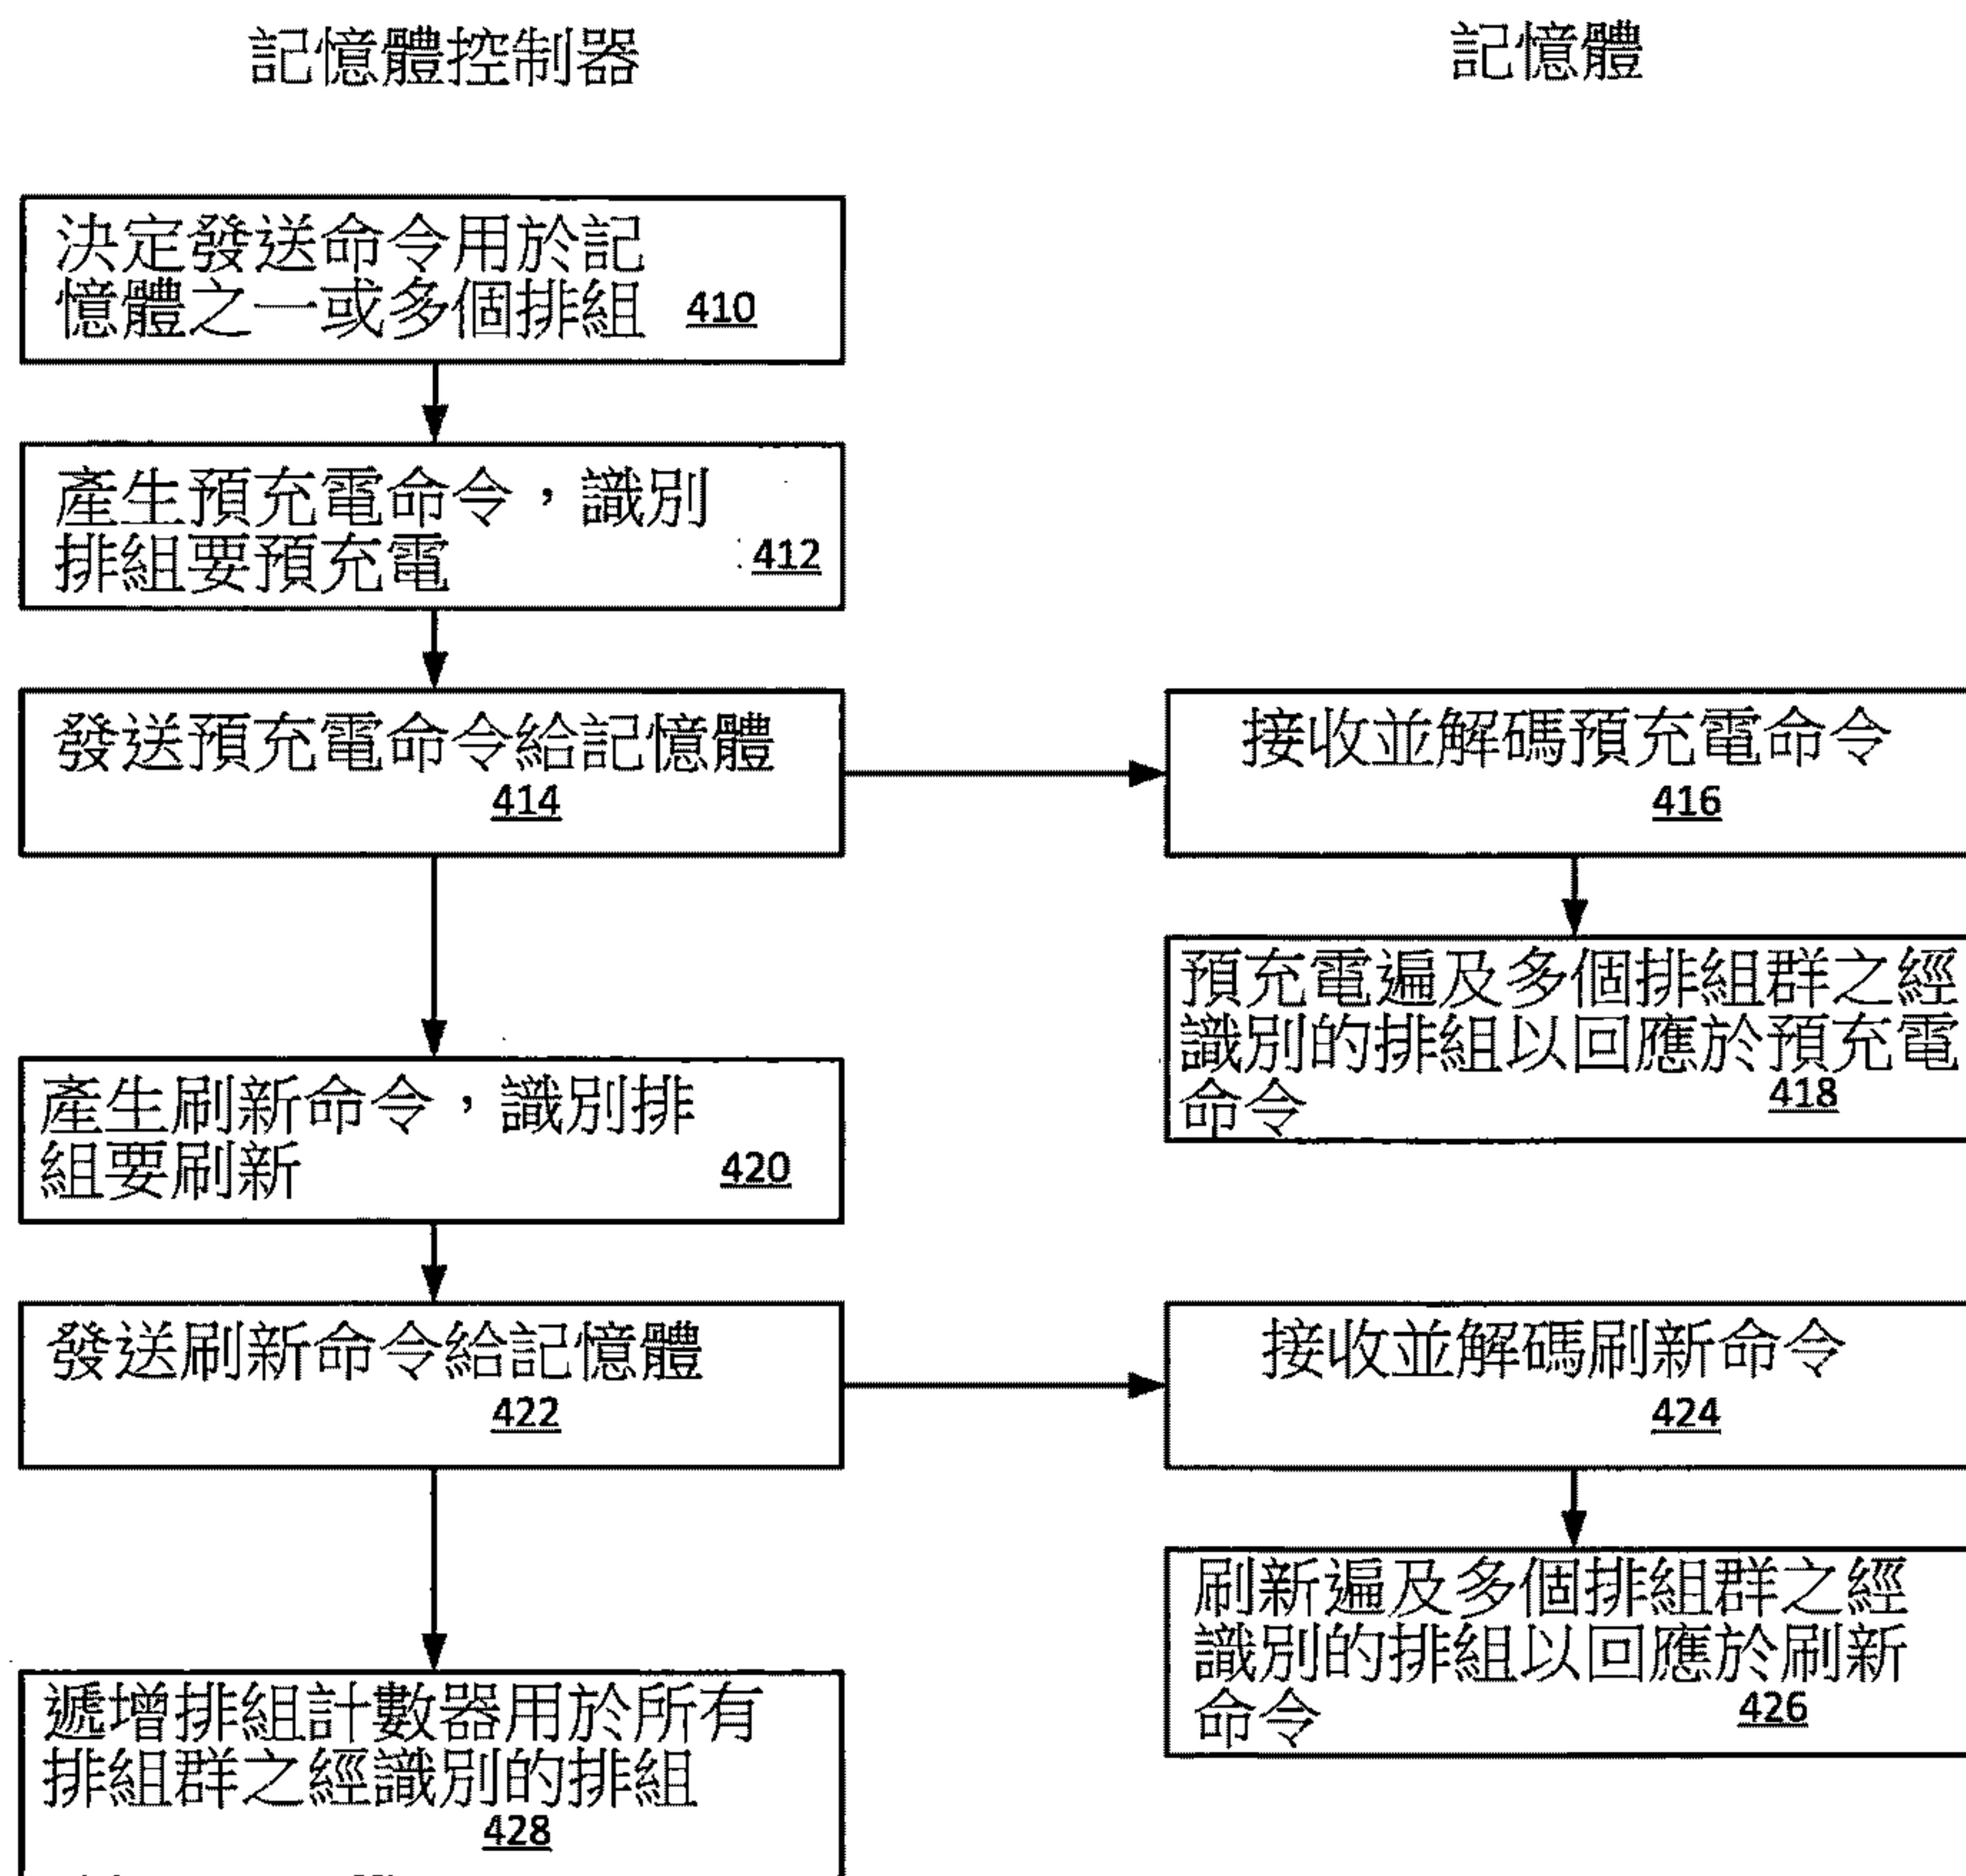 記憶體控制器
記憶體
決定發送命令用於記
憶體之一或多個排組 410
產生預充電命令，識別
排組要預充電 412
發送預充電命令給記憶體
414
接收並解碼預充電命令
416
預充電遍及多個排組群之經
識別的排組以回應於預充電
命令 418
產生刷新命令，識別排
組要刷新 420
發送刷新命令給記憶體
422
接收並解碼刷新命令
424
刷新遍及多個排組群之經
識別的排組以回應於刷新
命令 426
遞增排組計數器用於所有
排組群之經識別的排組
428